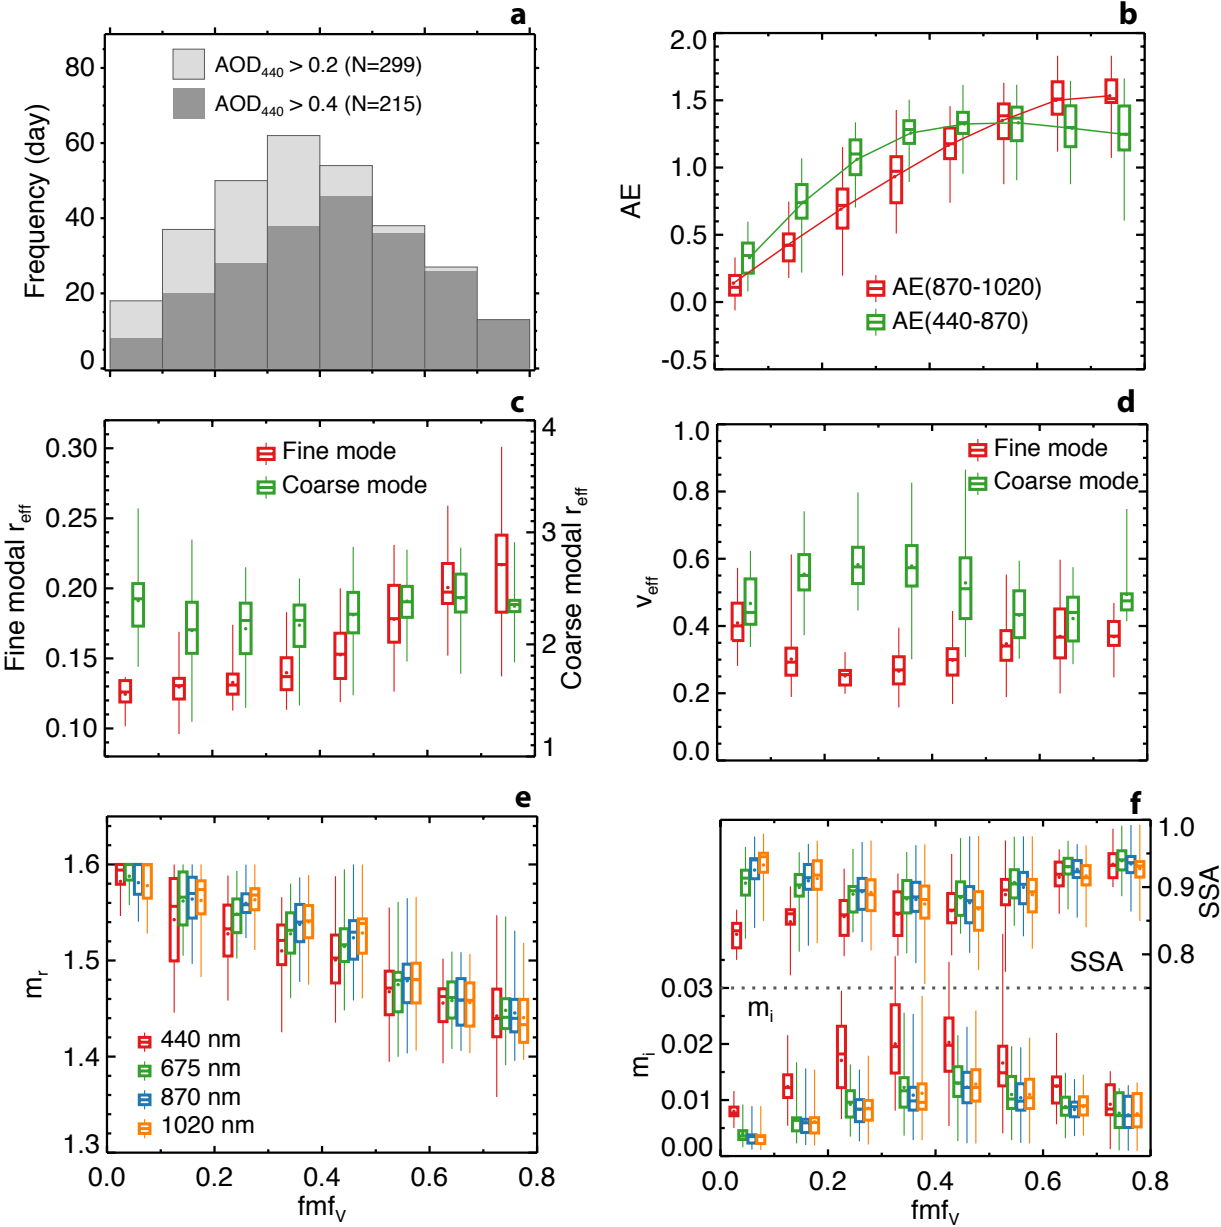 a
AOD440 > 0.2 (N=299)
AOD440 > 0.4 (N=215)
Frequency (day)
80
60
40
20
0
b
AE
2.0
1.5
1.0
0.5
0.0
-0.5
AE(870-1020)
AE(440-870)
c
Fine modal reff
0.30
0.25
0.20
0.15
0.10
Fine mode
Coarse mode
4
3
2
1
Coarse modal reff
d
veff
1.0
0.8
0.6
0.4
0.2
0.0
Fine mode
Coarse mode
e
mr
1.6
1.5
1.4
1.3
440 nm
675 nm
870 nm
1020 nm
0.0 0.2 0.4 0.6 0.8
fmfV
f
1.0
0.9
0.8
SSA
SSA
mi
mi
0.03
0.02
0.01
0.00
0.0 0.2 0.4 0.6 0.8
fmfV